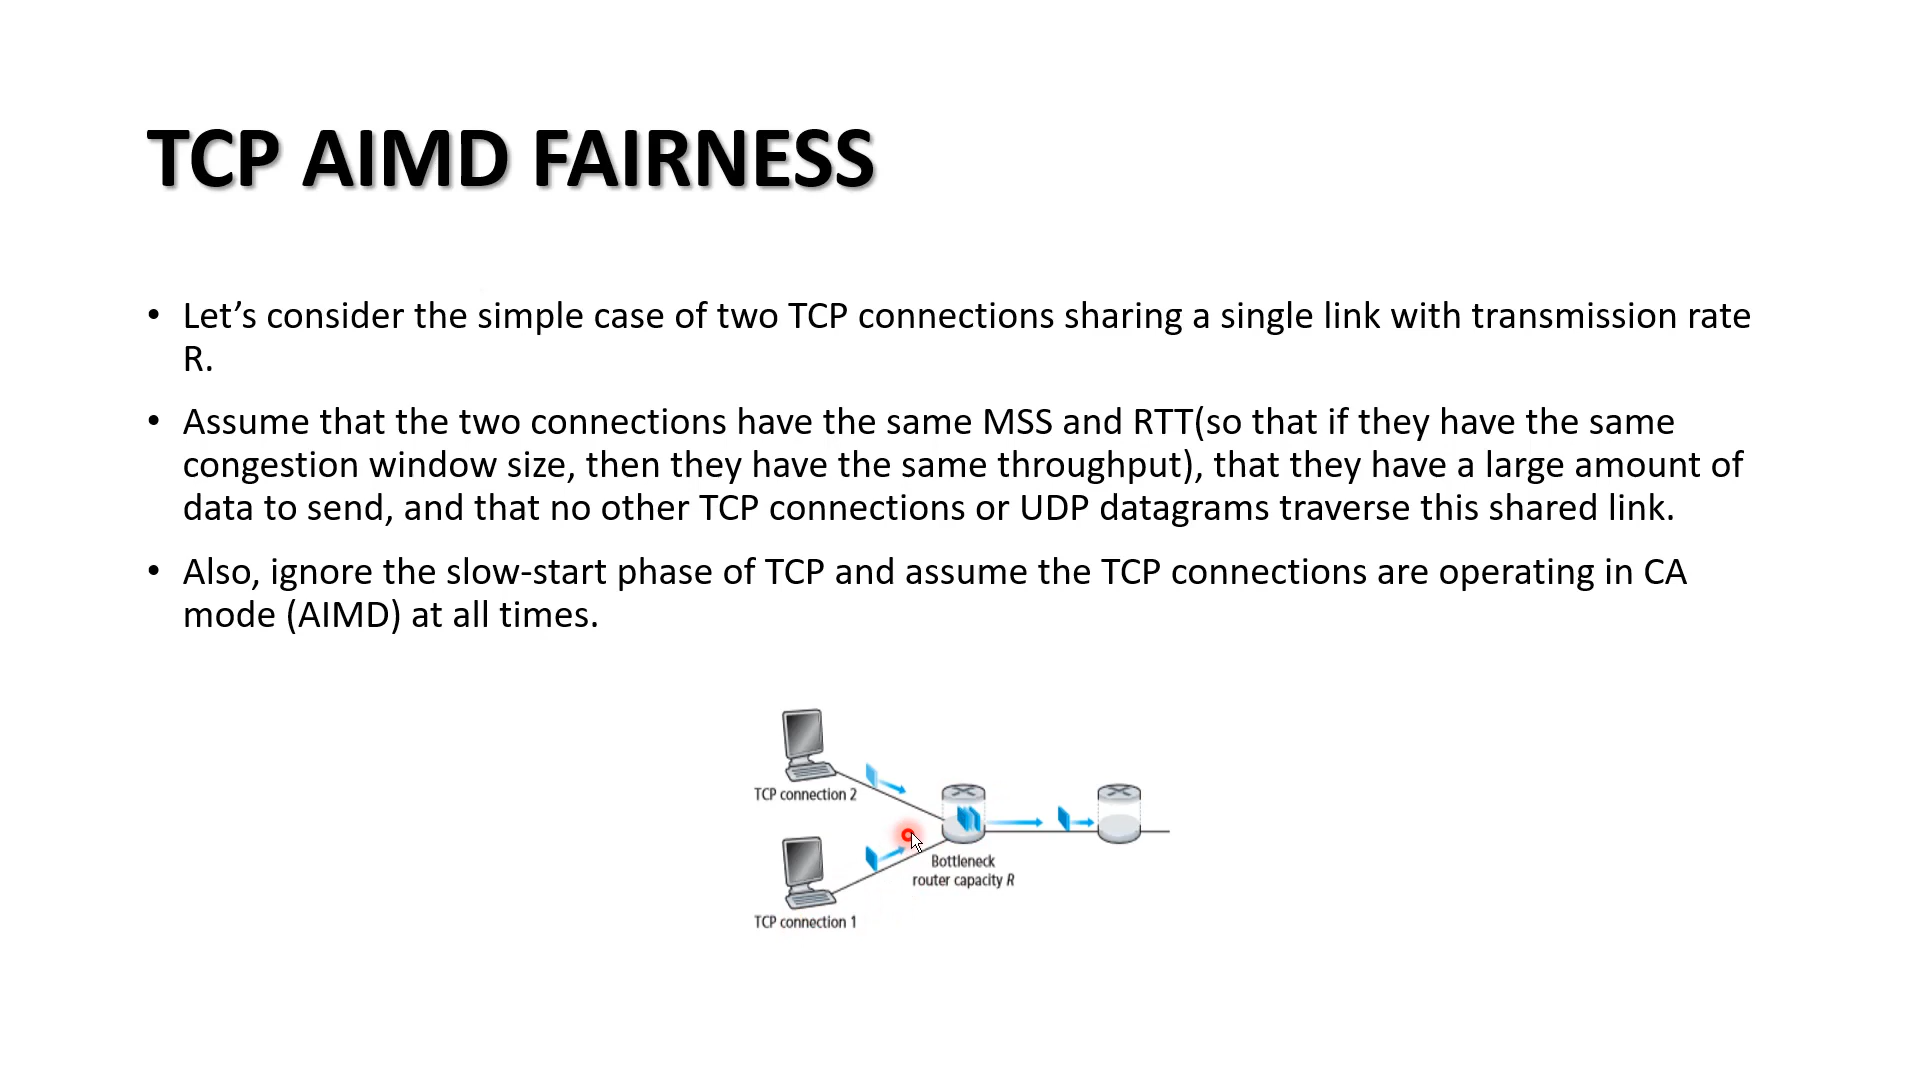 TCP AIMD FAIRNESS
• Let’s consider the simple case of two TCP connections sharing a single link with transmission rate
R.
• Assume that the two connections have the same MSS and RTT(so that if they have the same
congestion window size, then they have the same throughput), that they have a large amount of
data to send, and that no other TCP connections or UDP datagrams traverse this shared link.
• Also, ignore the slow-start phase of TCP and assume the TCP connections are operating in CA
mode (AIMD) at all times.
TCP connection 2
Bottleneck
router capacity R
TCP connection 1